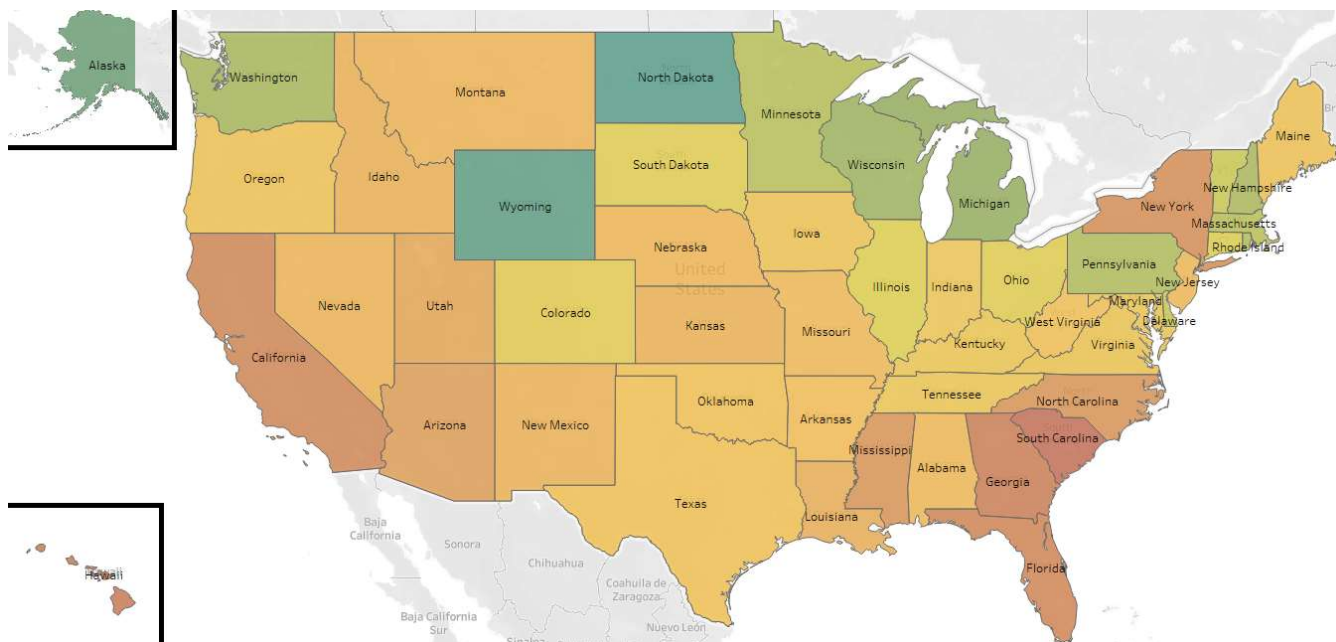 Alaska
Washington
Montana
North Dakota
Minnesota
Maine
Wisconsin
South Dakota
Oregon
Idaho
New Hampshire
Michigan
Wyoming
New York
Massachusetts
Iowa
Nebraska
Rhode Island
Pennsylvania
United
States
Illinois
Indiana
Ohio
New Jersey
Nevada
Utah
Colorado
Maryland
Kansas
West Virginia
Delaware
Missouri
Kentucky
Virginia
California
Tennessee
Oklahoma
North Carolina
Arkansas
Arizona
New Mexico
South Carolina
Mississippi
Alabama
Georgia
Texas
Louisiana
Baja
California
Sonora
Chihuahua
Florida
Hawaii
Coahuila de
Zaragoza
Baja California
Sur
Nuevo León